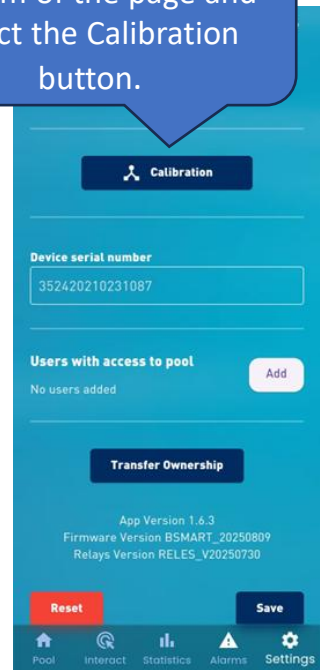 of the page and
ct the Calibration
button.
Calibration
Device serial number
352420210231087
Users with access to pool
Add
No users added
Transfer Ownership
App Version 1.6.3
Firmware Version BSMART_20250809
Relays Version RELES_V20250730
Reset
Save
Pool
Interact
Statistics
Alarms
Settings